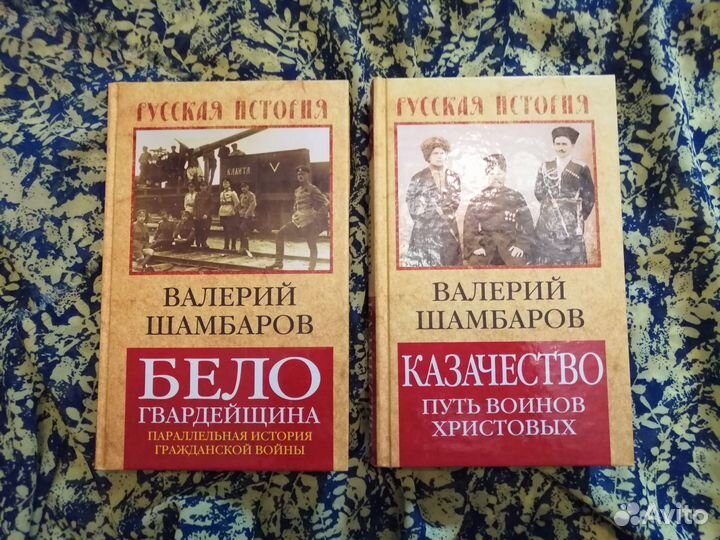 РУССКАЯ ИСТОРИЯ
ВАЛЕРИЙ
ШАМБАРОВ
БЕЛО
ГВАРДЕЙЩИНА
ПАРАЛЛЕЛЬНАЯ ИСТОРИЯ
ГРАЖДАНСКОЙ ВОЙНЫ
РУССКАЯ ИСТОРИЯ
ВАЛЕРИЙ
ШАМБАРОВ
КАЗАЧЕСТВО
ПУТЬ ВОИНОВ
ХРИСТОВЫХ
Avito